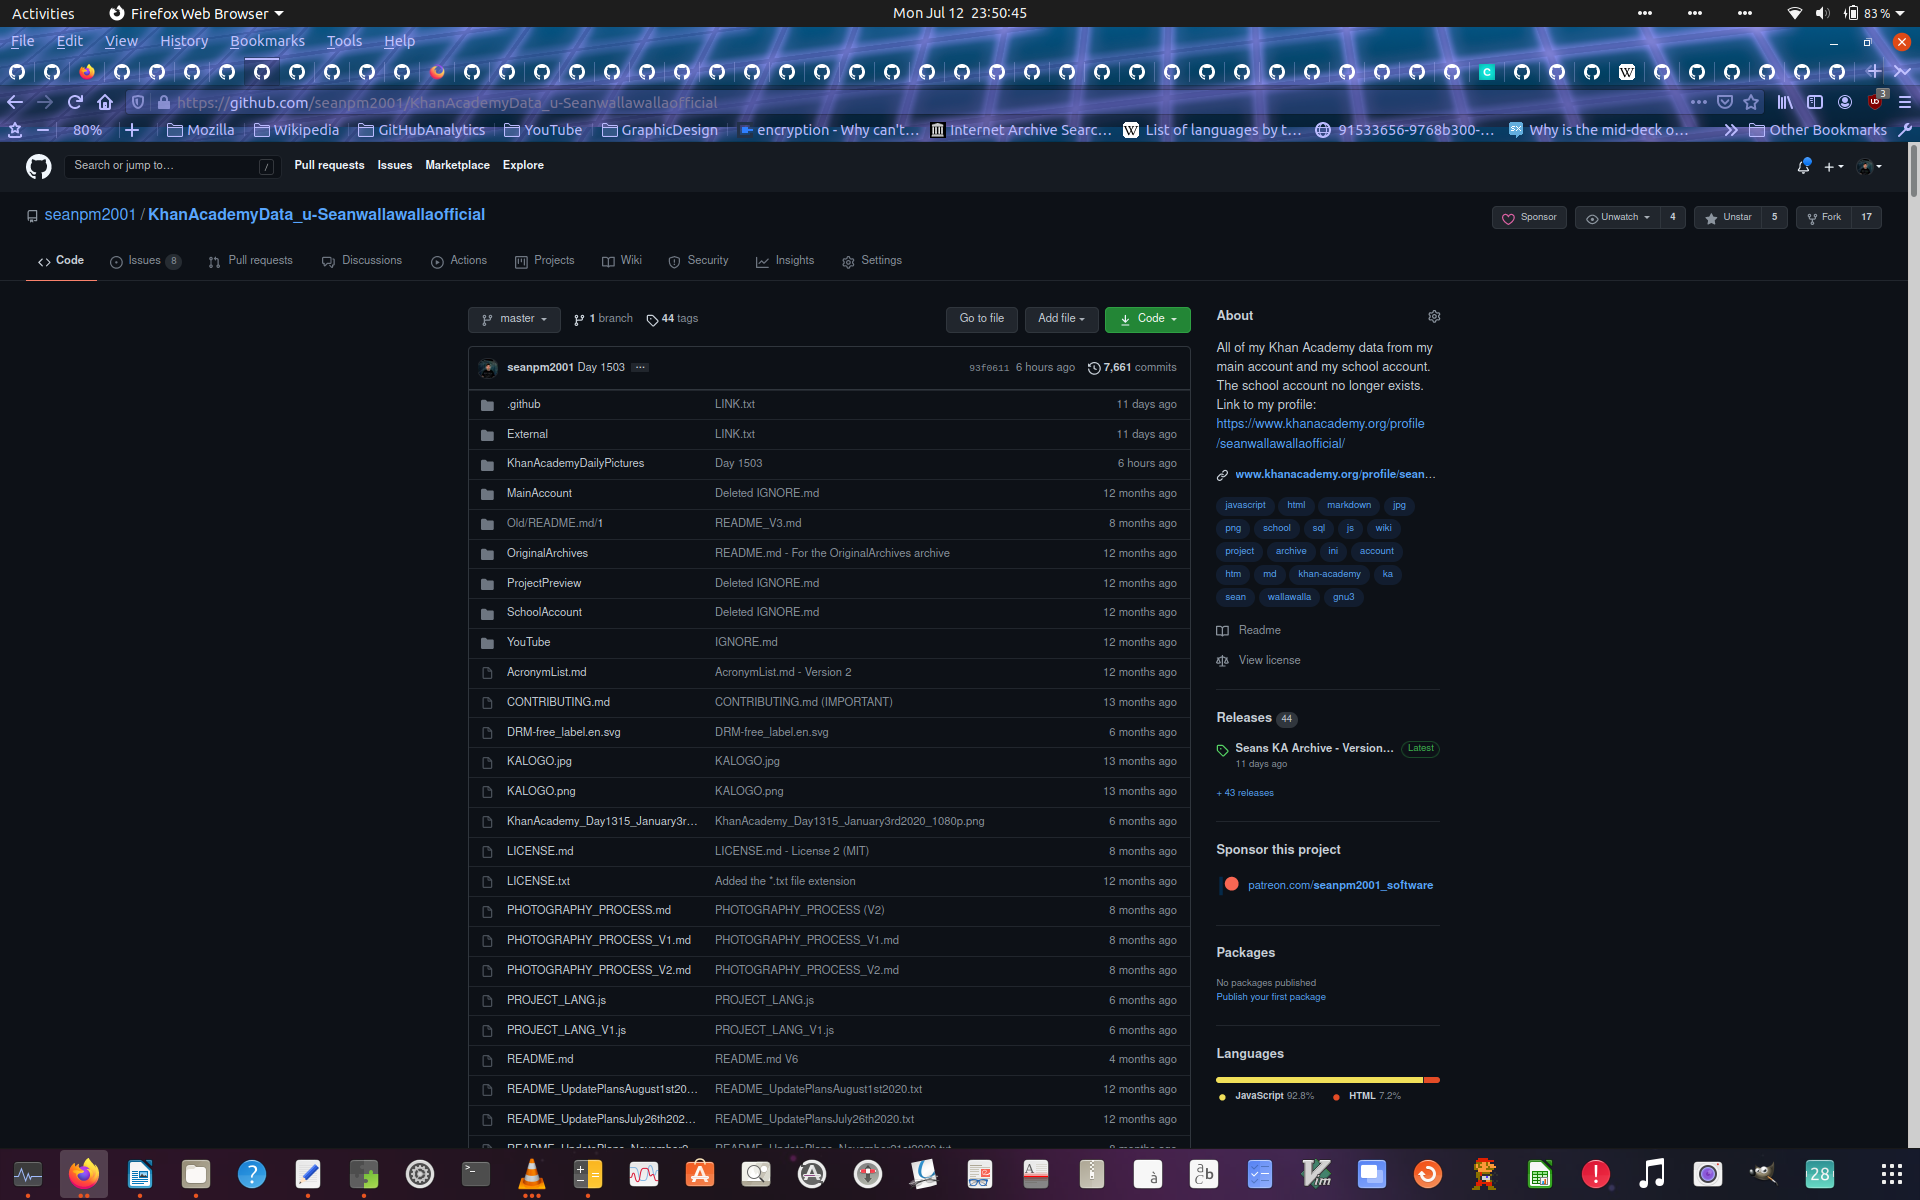 Activities Firefox Web Browser Mon Jul 12 23:50:45 83 %
File Edit View History Bookmarks Tools Help
https://github.com/seanpm2001/KhanAcademyData_u-Seanwallawallaofficial
80% Mozilla Wikipedia GitHubAnalytics YouTube GraphicDesign encryption - Why can't… Internet Archive Searc… List of languages by t… 91533656-9768b300-… Why is the mid-deck o… Other Bookmarks
Search or jump to… / Pull requests Issues Marketplace Explore
seanpm2001 / KhanAcademyData_u-Seanwallawallaofficial
Sponsor Unwatch 4 Unstar 5 Fork 17
Code Issues 8 Pull requests Discussions Actions Projects Wiki Security Insights Settings
master 1 branch 44 tags Go to file Add file Code
seanpm2001 Day 1503 … 93f0611 6 hours ago 7,661 commits
.github LINK.txt 11 days ago
External LINK.txt 11 days ago
KhanAcademyDailyPictures Day 1503 6 hours ago
MainAccount Deleted IGNORE.md 12 months ago
Old/README.md/1 README_V3.md 8 months ago
OriginalArchives README.md - For the OriginalArchives archive 12 months ago
ProjectPreview Deleted IGNORE.md 12 months ago
SchoolAccount Deleted IGNORE.md 12 months ago
YouTube IGNORE.md 12 months ago
AcronymList.md AcronymList.md - Version 2 12 months ago
CONTRIBUTING.md CONTRIBUTING.md (IMPORTANT) 13 months ago
DRM-free_label.en.svg DRM-free_label.en.svg 6 months ago
KALOGO.jpg KALOGO.jpg 13 months ago
KALOGO.png KALOGO.png 13 months ago
KhanAcademy_Day1315_January3r… KhanAcademy_Day1315_January3rd2020_1080p.png 6 months ago
LICENSE.md LICENSE.md - License 2 (MIT) 8 months ago
LICENSE.txt Added the *.txt file extension 12 months ago
PHOTOGRAPHY_PROCESS.md PHOTOGRAPHY_PROCESS (V2) 8 months ago
PHOTOGRAPHY_PROCESS_V1.md PHOTOGRAPHY_PROCESS_V1.md 8 months ago
PHOTOGRAPHY_PROCESS_V2.md PHOTOGRAPHY_PROCESS_V2.md 8 months ago
PROJECT_LANG.js PROJECT_LANG.js 6 months ago
PROJECT_LANG_V1.js PROJECT_LANG_V1.js 6 months ago
README.md README.md V6 4 months ago
README_UpdatePlansAugust1st20… README_UpdatePlansAugust1st2020.txt 12 months ago
README_UpdatePlansJuly26th202… README_UpdatePlansJuly26th2020.txt 12 months ago
About
All of my Khan Academy data from my
main account and my school account.
The school account no longer exists.
Link to my profile:
https://www.khanacademy.org/profile
/seanwallawallaofficial/
www.khanacademy.org/profile/sean…
javascript html markdown jpg
png school sql js wiki
project archive ini account
htm md khan-academy ka
sean wallawalla gnu3
Readme
View license
Releases 44
Seans KA Archive - Version… Latest
11 days ago
+ 43 releases
Sponsor this project
patreon.com/seanpm2001_software
Packages
No packages published
Publish your first package
Languages
JavaScript 92.8% HTML 7.2%
28